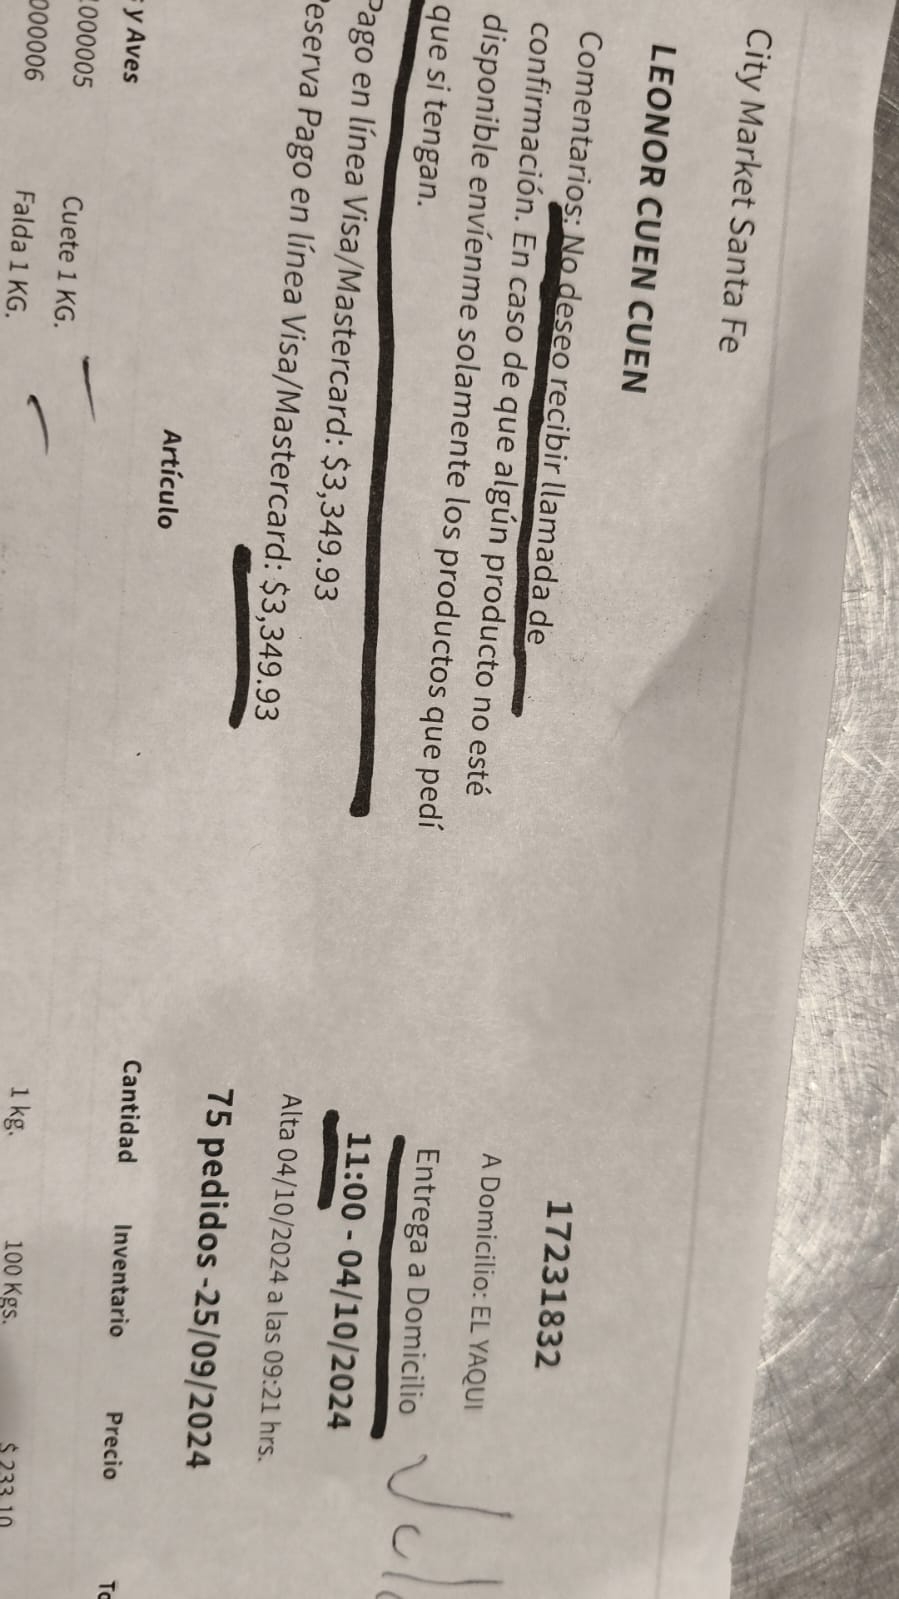 City Market Santa Fe
LEONOR CUEN CUEN
17231832
Comentarios: No deseo recibir llamada de
confirmación. En caso de que algún producto no esté
disponible envíenme solamente los productos que pedí
que si tengan.
A Domicilio: EL YAQUI
Entrega a Domicilio
11:00 - 04/10/2024
Pago en línea Visa/Mastercard: $3,349.93
Reserva Pago en línea Visa/Mastercard: $3,349.93
Alta 04/10/2024 a las 09:21 hrs.
75 pedidos -25/09/2024
Artículo Cantidad Inventario Precio
y Aves
000005 Cuete 1 KG.
000006 Falda 1 KG. 1 kg. 100 Kgs. $ 233.10